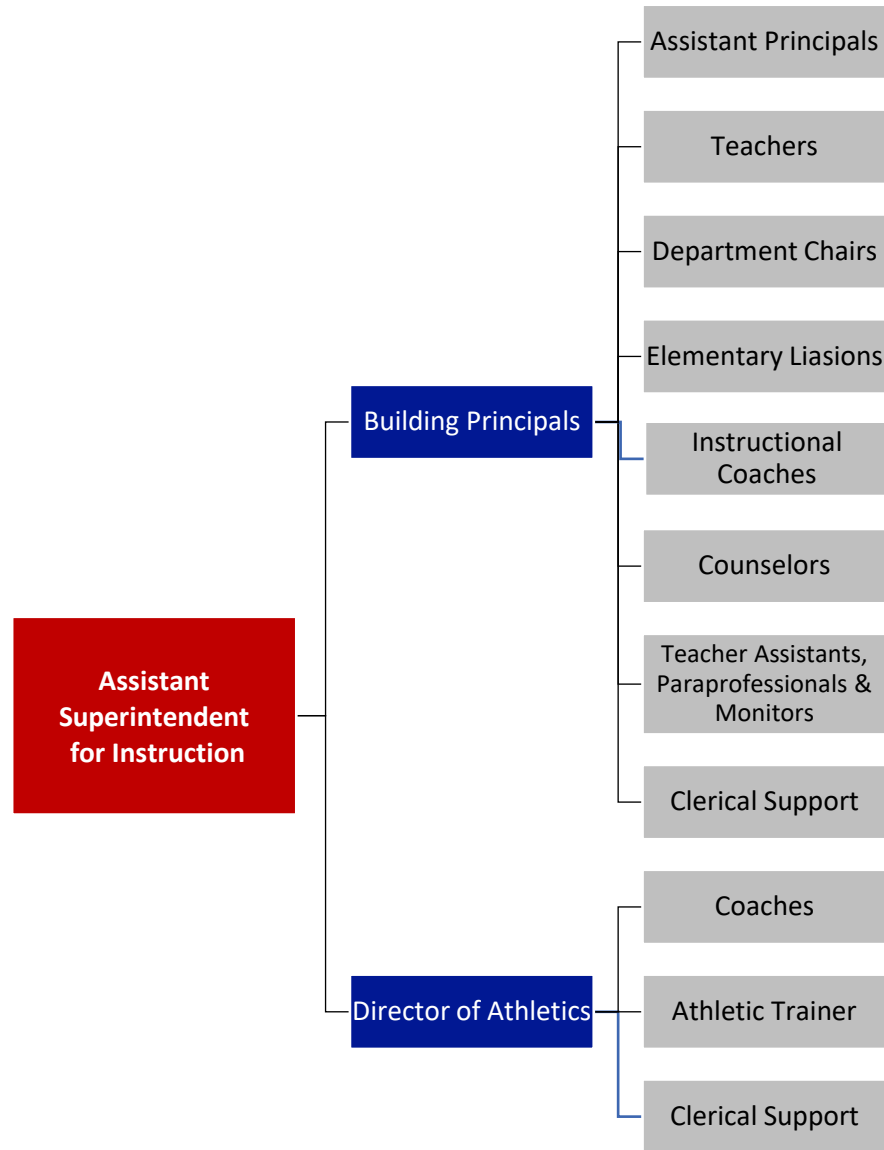 Assistant Principals
Teachers
Department Chairs
Elementary Liasions
Building Principals
Instructional
Coaches
Counselors
Teacher Assistants,
Paraprofessionals &
Monitors
Assistant
Superintendent
for Instruction
Clerical Support
Coaches
Director of Athletics
Athletic Trainer
Clerical Support